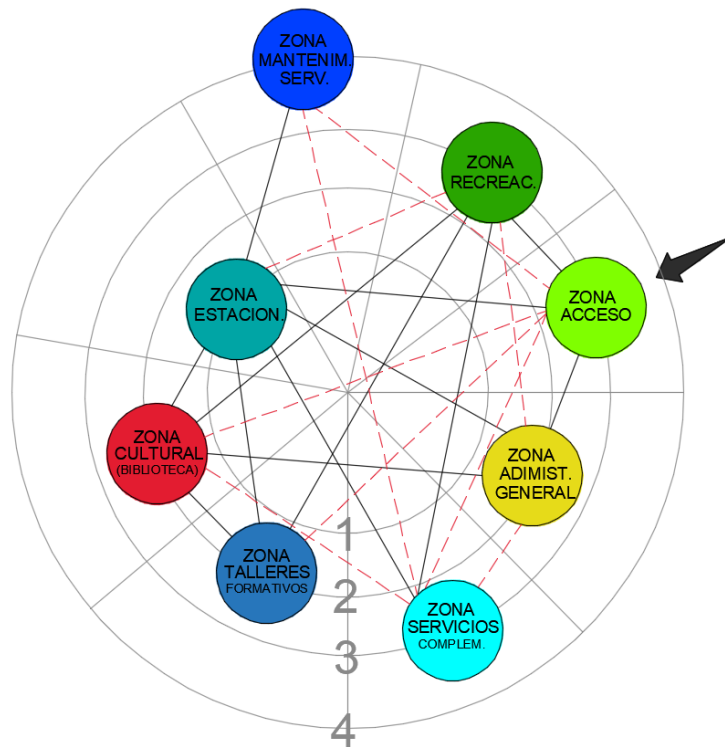 ZONA
MANTENIM.
SERV.
ZONA
RECREAC.
ZONA
ESTACION.
ZONA
ACCESO
ZONA
CULTURAL
(BIBLIOTECA)
ZONA
ADIMIST.
GENERAL
ZONA
TALLERES
FORMATIVOS
ZONA
SERVICIOS
COMPLEM.
1
2
3
4